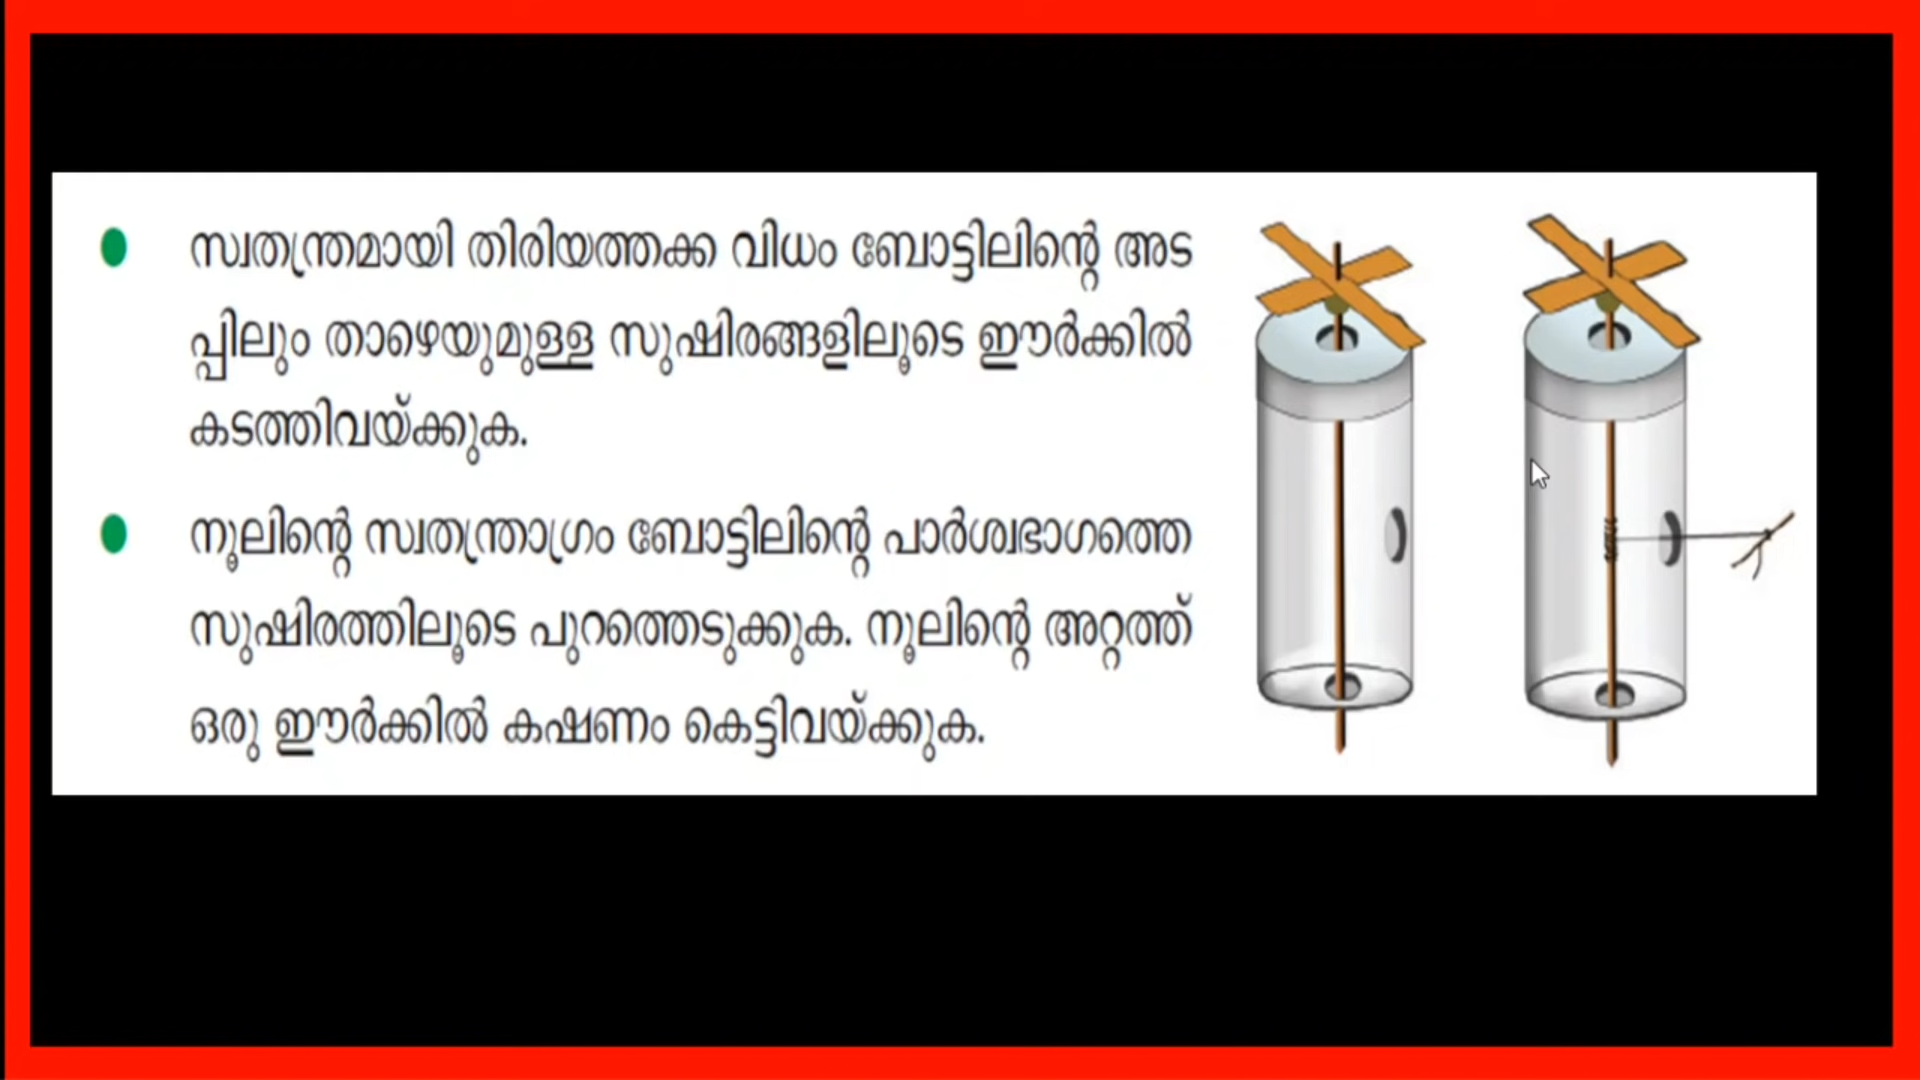 സ്വതന്ത്രമായി തിരിയത്തക്ക വിധം ബോട്ടിലിന്റെ അട
പ്പിലും താഴെയുമുള്ള സുഷിരങ്ങളിലൂടെ ഈർക്കിൽ
കടത്തിവയ്ക്കുക.
നൂലിന്റെ സ്വതന്ത്രാഗ്രം ബോട്ടിലിന്റെ പാർശ്വഭാഗത്തെ
സുഷിരത്തിലൂടെ പുറത്തെടുക്കുക. നൂലിന്റെ അറ്റത്ത്
ഒരു ഈർക്കിൽ കഷണം കെട്ടിവയ്ക്കുക.